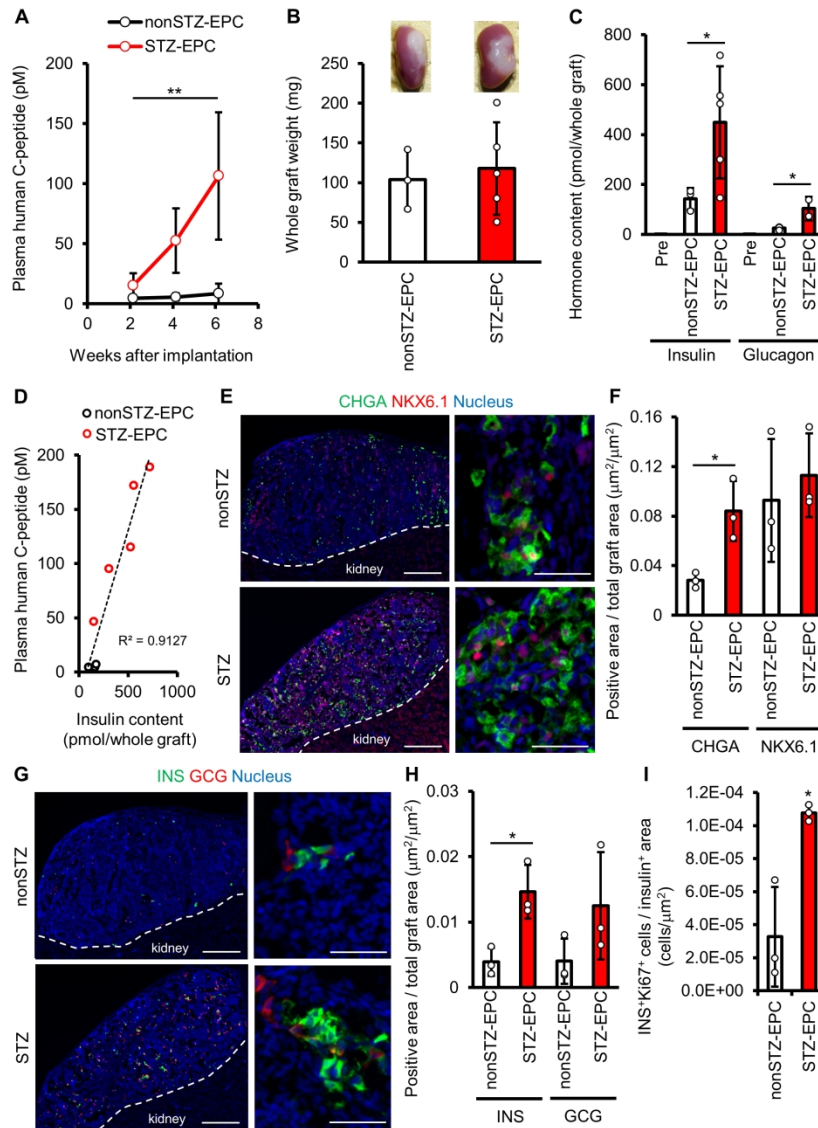 A
nonSTZ-EPC
STZ-EPC
Plasma human C-peptide (pM)
200
150
100
50
0
**
0 2 4 6 8
Weeks after implantation
B
Whole graft weight (mg)
250
200
150
100
50
0
nonSTZ-EPC
STZ-EPC
C
Hormone content (pmol/whole graft)
800
600
400
200
0
*
*
Pre
nonSTZ-EPC
STZ-EPC
Pre
nonSTZ-EPC
STZ-EPC
Insulin Glucagon
D
nonSTZ-EPC
STZ-EPC
Plasma human C-peptide (pM)
200
150
100
50
0
R² = 0.9127
0 500 1000
Insulin content
(pmol/whole graft)
E
CHGA NKX6.1 Nucleus
nonSTZ
kidney
STZ
kidney
F
Positive area / total graft area (μm²/μm²)
0.16
0.12
0.08
0.04
0
*
nonSTZ-EPC
STZ-EPC
nonSTZ-EPC
STZ-EPC
CHGA NKX6.1
G
INS GCG Nucleus
nonSTZ
kidney
STZ
kidney
H
Positive area / total graft area (μm²/μm²)
0.03
0.02
0.01
0
*
nonSTZ-EPC
STZ-EPC
nonSTZ-EPC
STZ-EPC
INS GCG
I
INS⁺Ki67⁺ cells / insulin⁺ area
(cells/μm²)
1.2E-04
1.0E-04
8.0E-05
6.0E-05
4.0E-05
2.0E-05
0.0E+00
*
nonSTZ-EPC
STZ-EPC